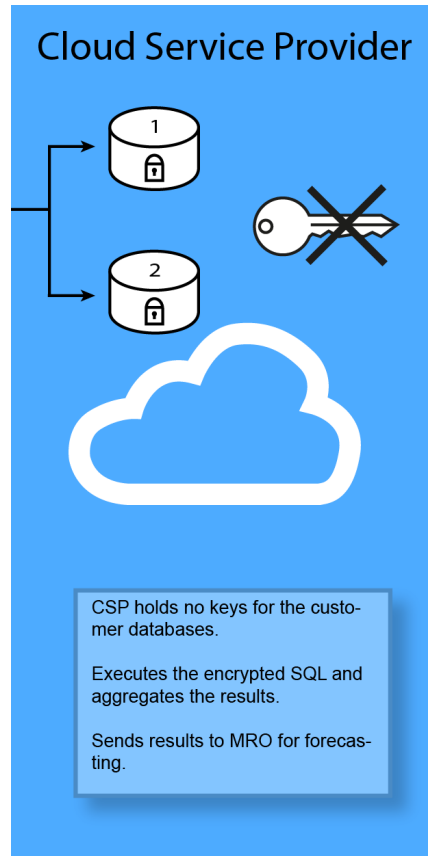 Cloud Service Provider
1
2
CSP holds no keys for the custo-
mer databases.
Executes the encrypted SQL and
aggregates the results.
Sends results to MRO for forecas-
ting.